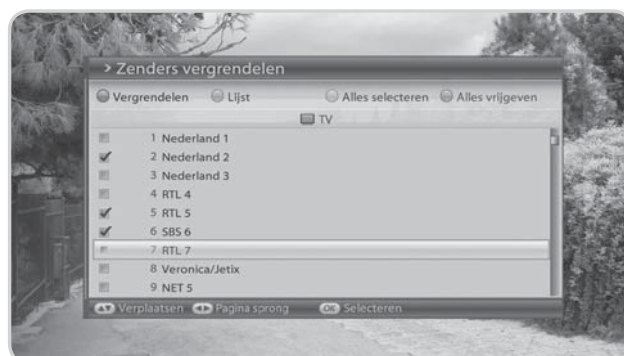 > Zenders vergrendelen
Vergrendelen Lijst Alles selecteren Alles vrijgeven
TV
1 Nederland 1
2 Nederland 2
3 Nederland 3
4 RTL 4
5 RTL 5
6 SBS 6
7 RTL 7
8 Veronica/Jetix
9 NET 5
Verplaatsen Pagina sprong OK Selecteren